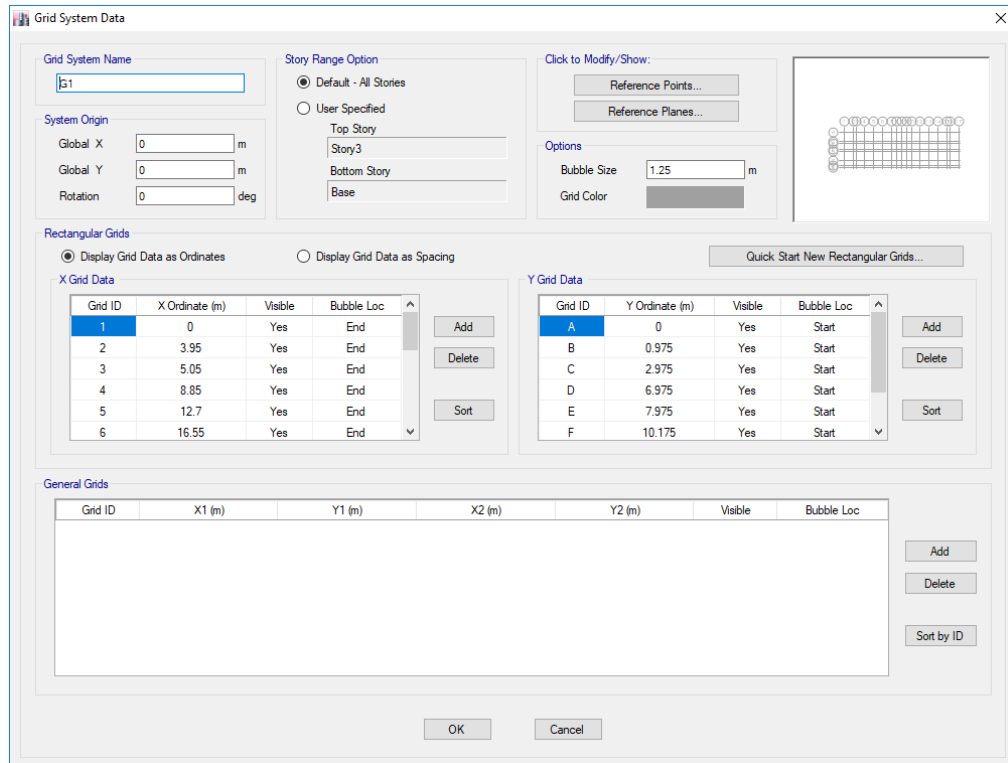 Grid System Data
Grid System Name
G1
System Origin
Global X 0 m
Global Y 0 m
Rotation 0 deg
Story Range Option
Default - All Stories
User Specified
Top Story
Story3
Bottom Story
Base
Click to Modify/Show:
Reference Points...
Reference Planes...
Options
Bubble Size 1.25 m
Grid Color
Rectangular Grids
Display Grid Data as Ordinates Display Grid Data as Spacing Quick Start New Rectangular Grids...
X Grid Data
Grid ID X Ordinate (m) Visible Bubble Loc
1 0 Yes End
2 3.95 Yes End
3 5.05 Yes End
4 8.85 Yes End
5 12.7 Yes End
6 16.55 Yes End
Add
Delete
Sort
Y Grid Data
Grid ID Y Ordinate (m) Visible Bubble Loc
A 0 Yes Start
B 0.975 Yes Start
C 2.975 Yes Start
D 6.975 Yes Start
E 7.975 Yes Start
F 10.175 Yes Start
Add
Delete
Sort
General Grids
Grid ID X1 (m) Y1 (m) X2 (m) Y2 (m) Visible Bubble Loc
Add
Delete
Sort by ID
OK Cancel